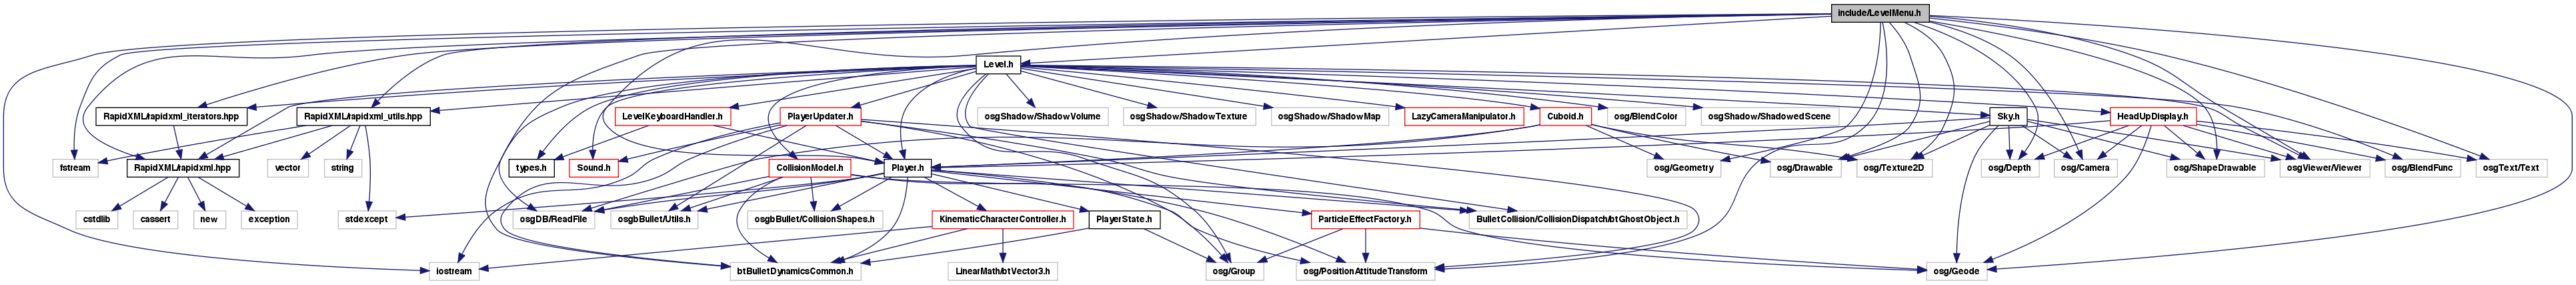 include/LevelMenu.h
Level.h
RapidXML/rapidxml_iterators.hpp
RapidXML/rapidxml_utils.hpp
LevelKeyboardHandler.h
PlayerUpdater.h
osgShadow/ShadowVolume
osgShadow/ShadowTexture
osgShadow/ShadowMap
LazyCameraManipulator.h
Cuboid.h
osg/BlendColor
osgShadow/ShadowedScene
Sky.h
HeadUpDisplay.h
fstream
RapidXML/rapidxml.hpp
vector
string
types.h
Sound.h
CollisionModel.h
Player.h
osg/Geometry
osg/Drawable
osg/Texture2D
osg/Depth
osg/Camera
osg/ShapeDrawable
osgViewer/Viewer
osg/BlendFunc
osgText/Text
cstdlib
cassert
new
exception
stdexcept
osgDB/ReadFile
osgbBullet/Utils.h
osgbBullet/CollisionShapes.h
KinematicCharacterController.h
PlayerState.h
ParticleEffectFactory.h
BulletCollision/CollisionDispatch/btGhostObject.h
iostream
btBulletDynamicsCommon.h
LinearMath/btVector3.h
osg/Group
osg/PositionAttitudeTransform
osg/Geode